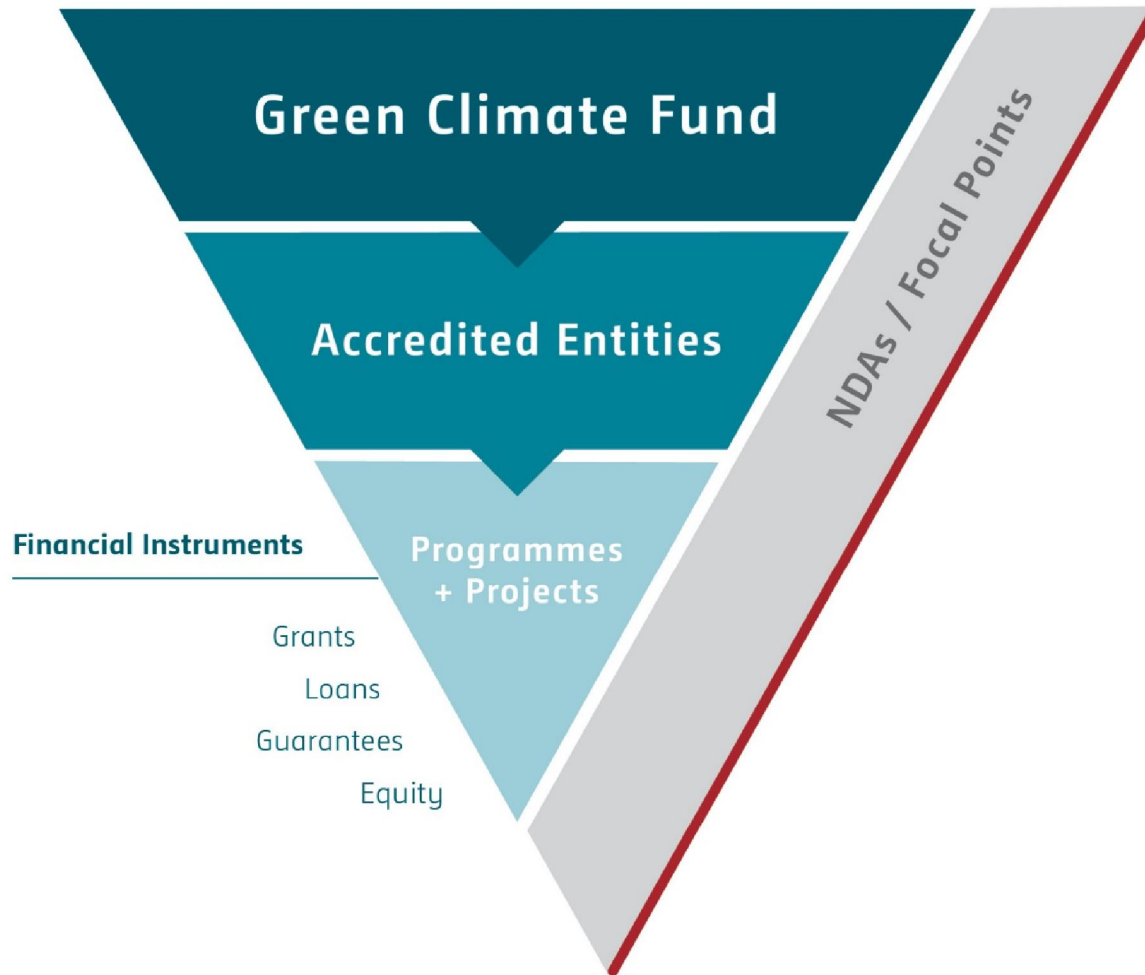 Green Climate Fund
NDAs / Focal Points
Accredited Entities
Financial Instruments
Programmes
+ Projects
Grants
Loans
Guarantees
Equity